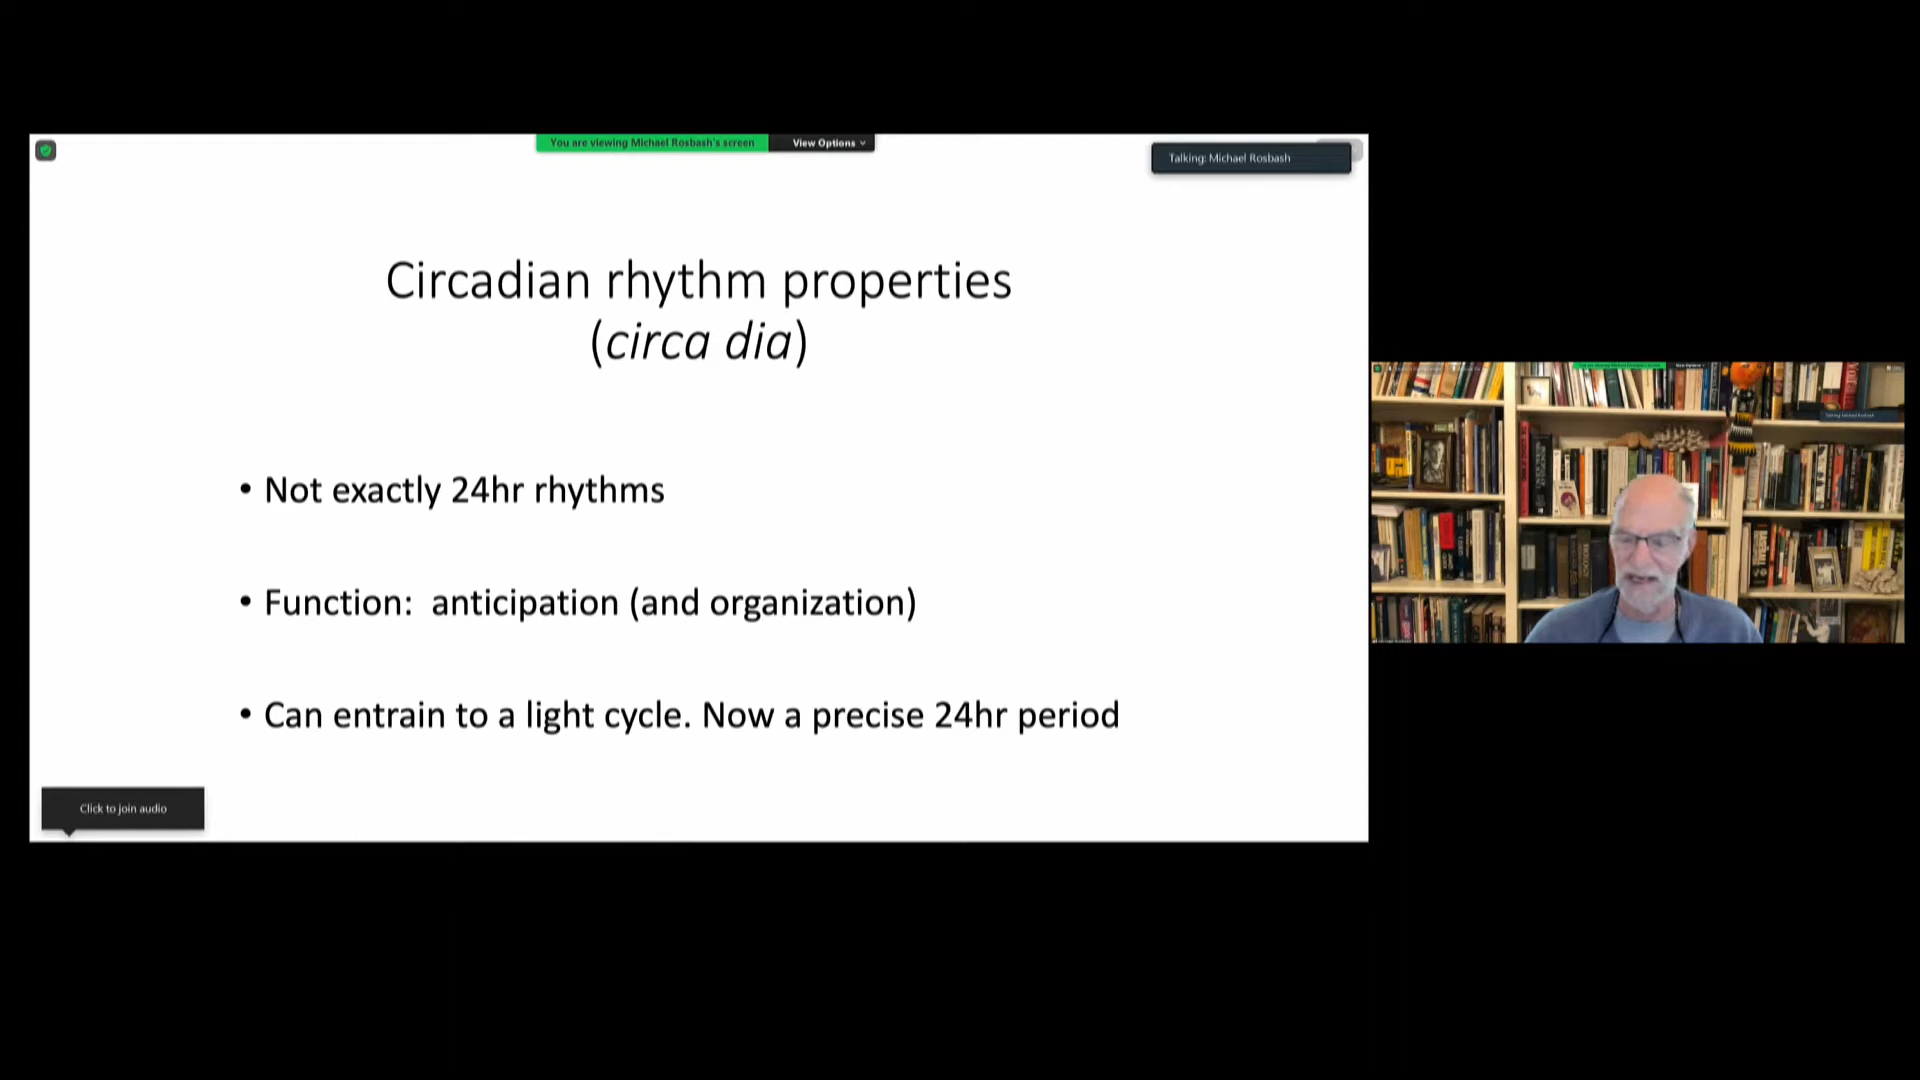 You are viewing Michael Rosbash's screen
View Options
Talking: Michael Rosbash
Circadian rhythm properties
(circa dia)
• Not exactly 24hr rhythms
• Function:  anticipation (and organization)
• Can entrain to a light cycle. Now a precise 24hr period
Click to join audio